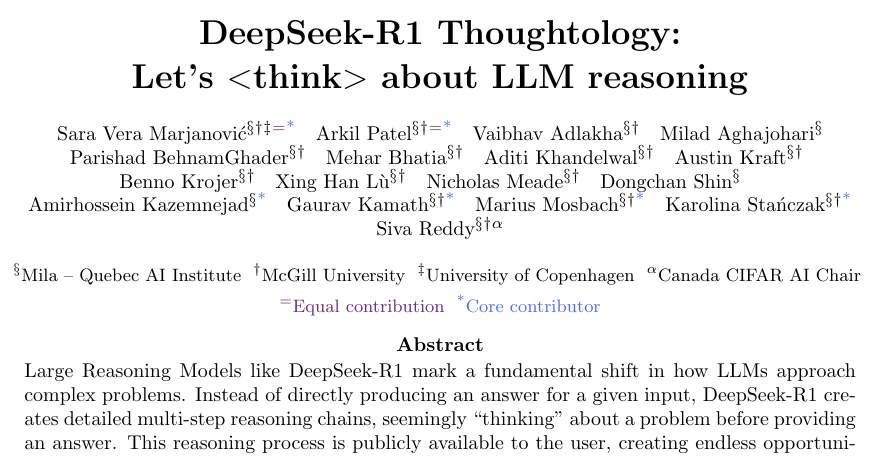 DeepSeek-R1 Thoughtology:
Let's <think> about LLM reasoning
Sara Vera Marjanović§†‡=* Arkil Patel§†=* Vaibhav Adlakha§† Milad Aghajohari§
Parishad BehnamGhader§† Mehar Bhatia§† Aditi Khandelwal§† Austin Kraft§†
Benno Krojer§† Xing Han Lù§† Nicholas Meade§† Dongchan Shin§
Amirhossein Kazemnejad§* Gaurav Kamath§†* Marius Mosbach§†* Karolina Stańczak§†*
Siva Reddy§†α
§Mila – Quebec AI Institute †McGill University ‡University of Copenhagen αCanada CIFAR AI Chair
=Equal contribution *Core contributor
Abstract
Large Reasoning Models like DeepSeek-R1 mark a fundamental shift in how LLMs approach
complex problems. Instead of directly producing an answer for a given input, DeepSeek-R1 cre-
ates detailed multi-step reasoning chains, seemingly “thinking” about a problem before providing
an answer. This reasoning process is publicly available to the user, creating endless opportuni-